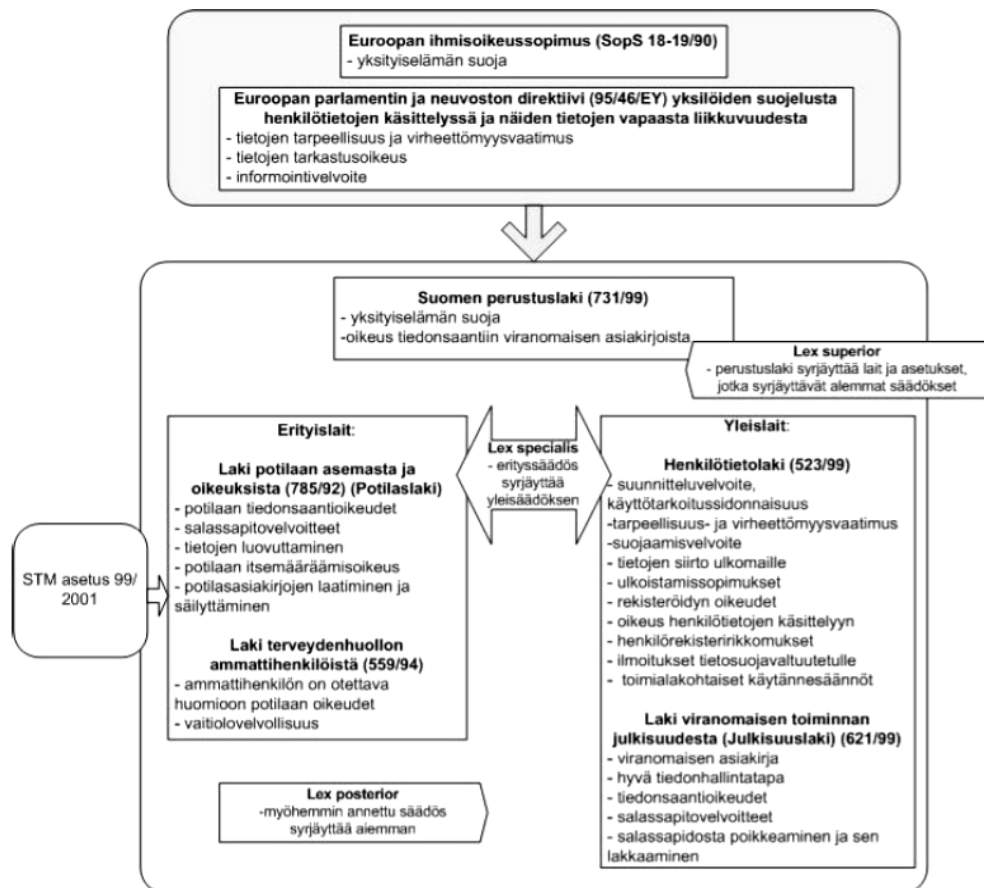 Euroopan ihmisoikeussopimus (SopS 18-19/90)
- yksityiselämän suoja
Euroopan parlamentin ja neuvoston direktiivi (95/46/EY) yksilöiden suojelusta
henkilötietojen käsittelyssä ja näiden tietojen vapaasta liikkuvuudesta
- tietojen tarpeellisuus ja virheettömyysvaatimus
- tietojen tarkastusoikeus
- informointivelvoite
Suomen perustuslaki (731/99)
- yksityiselämän suoja
-oikeus tiedonsaantiin viranomaisen asiakirjoista
Lex superior
- perustuslaki syrjäyttää lait ja asetukset,
jotka syrjäyttävät alemmat säädökset
STM asetus 99/
2001
Erityislait:
Laki potilaan asemasta ja
oikeuksista (785/92) (Potilaslaki)
- potilaan tiedonsaantioikeudet
- salassapitovelvoitteet
- tietojen luovuttaminen
- potilaan itsemääräämisoikeus
- potilasasiakirjojen laatiminen ja
säilyttäminen
Laki terveydenhuollon
ammattihenkilöistä (559/94)
- ammattihenkilön on otettava
huomioon potilaan oikeudet
- vaitiolovelvollisuus
Lex specialis
- erityssäädös
syrjäyttää
yleisäädöksen
Yleislait:
Henkilötietolaki (523/99)
- suunnitteluvelvoite,
käyttötarkoitussidonnaisuus
-tarpeellisuus- ja virheettömyysvaatimus
-suojaamisvelvoite
- tietojen siirto ulkomaille
- ulkoistamissopimukset
- rekisteröidyn oikeudet
- oikeus henkilötietojen käsittelyyn
- henkilörekisteririkkomukset
- ilmoitukset tietosuojavaltuutetulle
- toimialakohtaiset käytännesäännöt
Laki viranomaisen toiminnan
julkisuudesta (Julkisuuslaki) (621/99)
- viranomaisen asiakirja
- hyvä tiedonhallintatapa
- tiedonsaantioikeudet
- salassapitovelvoitteet
- salassapidosta poikkeaminen ja sen
lakkaaminen
Lex posterior
-myöhemmin annettu säädös
syrjäyttää aiemman